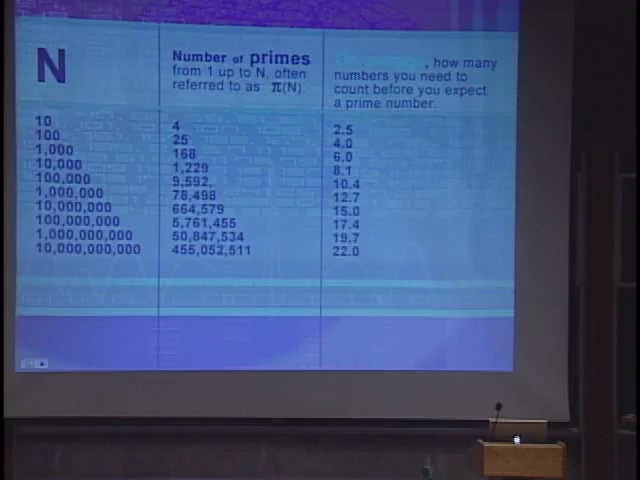 N
Number of primes
from 1 up to N, often
referred to as π(N).
, how many
numbers you need to
count before you expect
a prime number.
10 4 2.5
100 25 4.0
1,000 168 6.0
10,000 1,229 8.1
100,000 9,592, 10.4
1,000,000 78,498 12.7
10,000,000 664,579 15.0
100,000,000 5,761,455 17.4
1,000,000,000 50,847,534 19.7
10,000,000,000 455,052,511 22.0